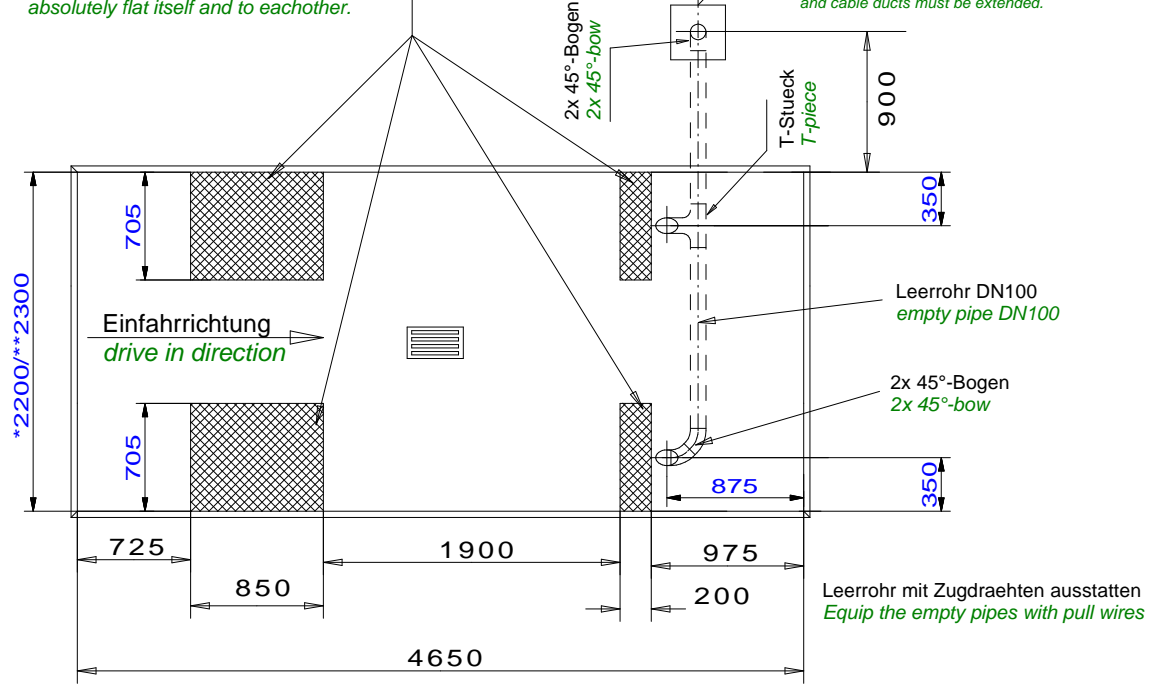 absolutely flat itself and to eachother.
and cable ducts must be extended.
2x 45°-Bogen
2x 45°-bow
T-Stueck
T-piece
900
350
705
*2200/**2300
Einfahrrichtung
drive in direction
Leerrohr DN100
empty pipe DN100
2x 45°-Bogen
2x 45°-bow
705
875
350
725
1900
975
850
200
Leerrohr mit Zugdraehten ausstatten
Equip the empty pipes with pull wires
4650